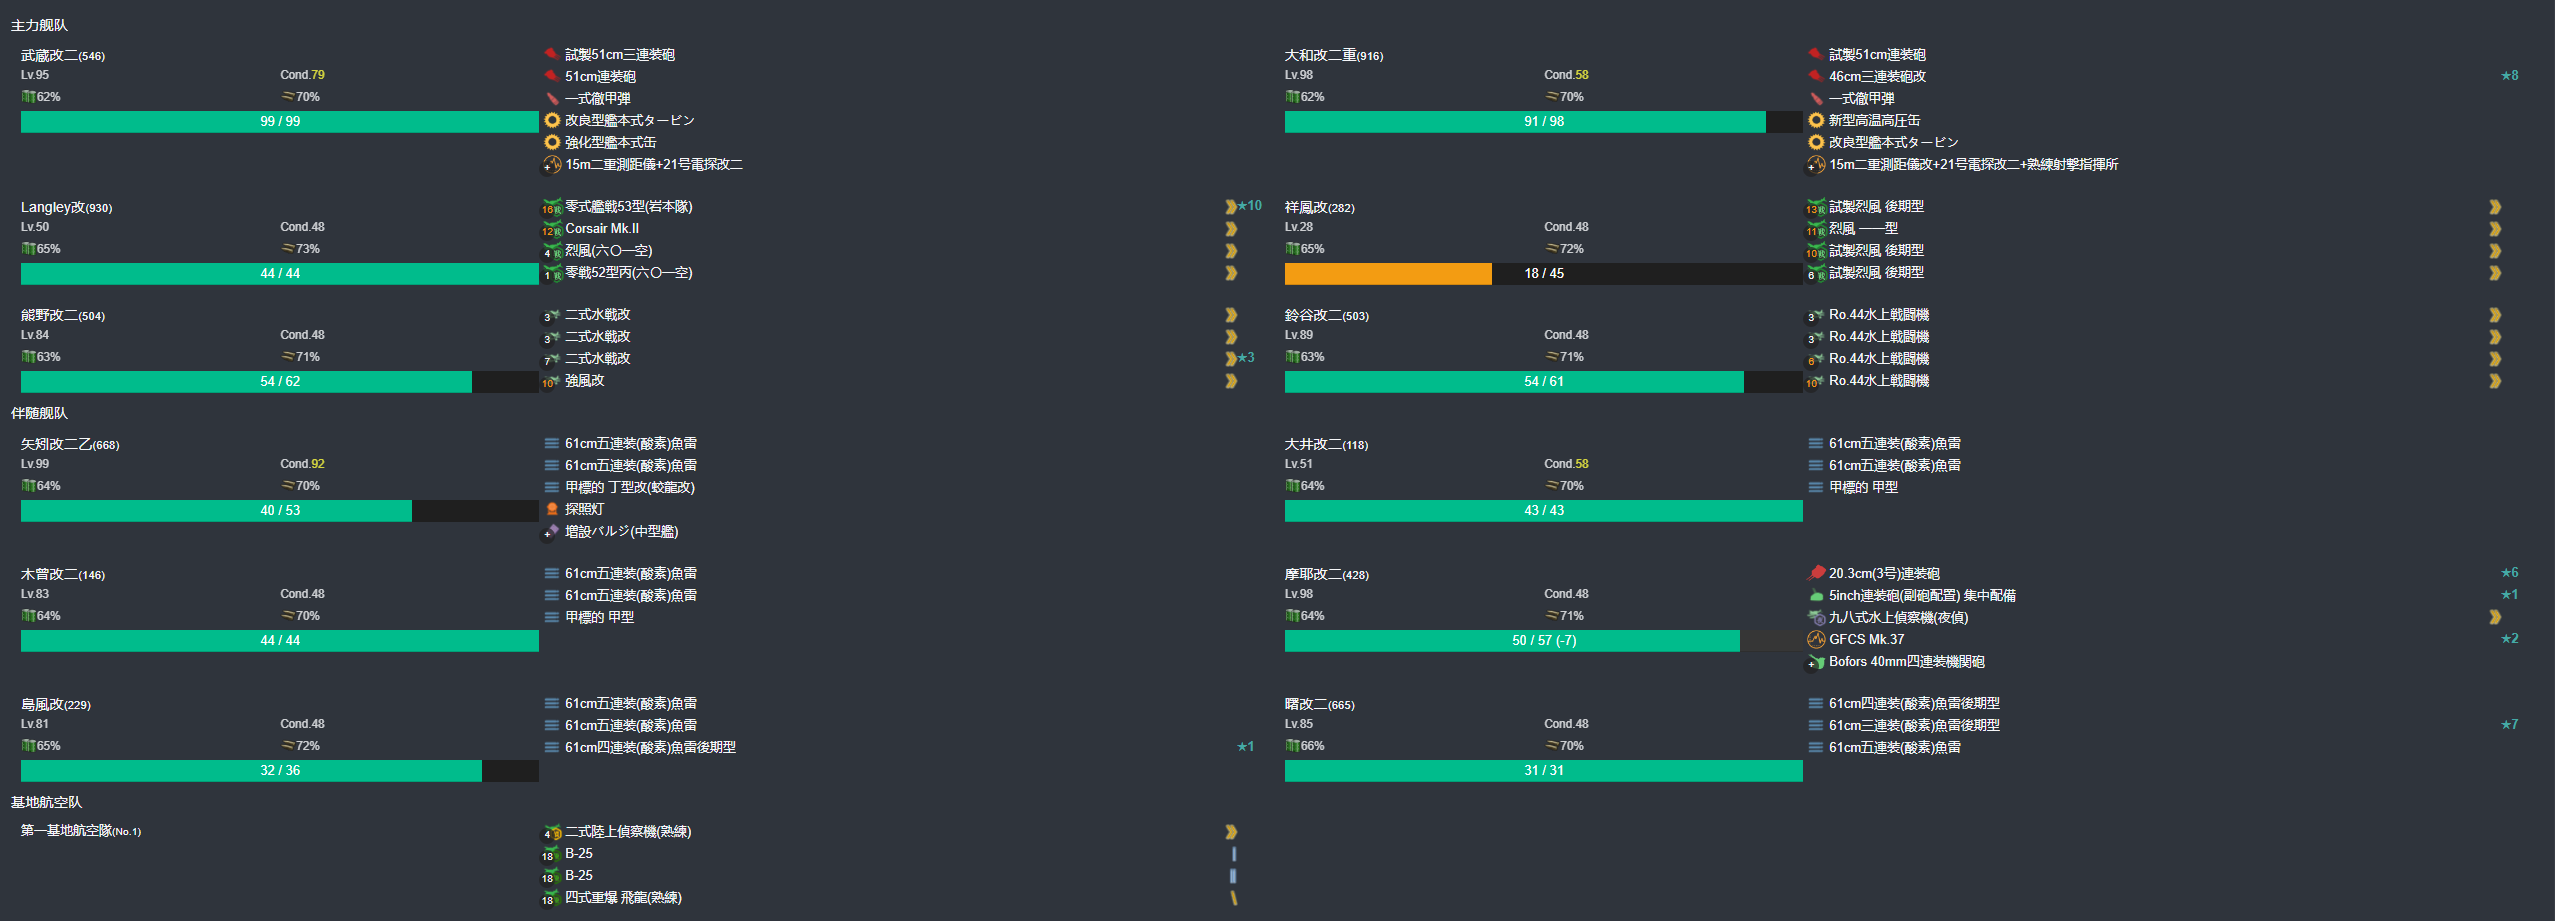 主力舰队
武蔵改二(546)
Lv.95 Cond.79
62% 70%
99 / 99
試製51cm三連装砲
51cm連装砲
一式徹甲弾
改良型艦本式タービン
強化型艦本式缶
15m二重測距儀+21号電探改二
大和改二重(916)
Lv.98 Cond.58
62% 70%
91 / 98
試製51cm連装砲
46cm三連装砲改 ★8
一式徹甲弾
新型高温高圧缶
改良型艦本式タービン
15m二重測距儀改+21号電探改二+熟練射撃指揮所
Langley改(930)
Lv.50 Cond.48
65% 73%
44 / 44
16 零式艦戦53型(岩本隊) ★10
12 Corsair Mk.II
4 烈風(六〇一空)
1 零戦52型丙(六〇一空)
祥鳳改(282)
Lv.28 Cond.48
65% 72%
18 / 45
13 試製烈風 後期型
11 烈風 一一型
10 試製烈風 後期型
6 試製烈風 後期型
熊野改二(504)
Lv.84 Cond.48
63% 71%
54 / 62
3 二式水戦改
3 二式水戦改
7 二式水戦改 ★3
10 強風改
鈴谷改二(503)
Lv.89 Cond.48
63% 71%
54 / 61
3 Ro.44水上戦闘機
3 Ro.44水上戦闘機
6 Ro.44水上戦闘機
10 Ro.44水上戦闘機
伴随舰队
矢矧改二乙(668)
Lv.99 Cond.92
64% 70%
40 / 53
61cm五連装(酸素)魚雷
61cm五連装(酸素)魚雷
甲標的 丁型改(蛟龍改)
探照灯
増設バルジ(中型艦)
大井改二(118)
Lv.51 Cond.58
64% 70%
43 / 43
61cm五連装(酸素)魚雷
61cm五連装(酸素)魚雷
甲標的 甲型
木曾改二(146)
Lv.83 Cond.48
64% 70%
44 / 44
61cm五連装(酸素)魚雷
61cm五連装(酸素)魚雷
甲標的 甲型
摩耶改二(428)
Lv.98 Cond.48
64% 71%
50 / 57 (-7)
20.3cm(3号)連装砲 ★6
5inch連装砲(副砲配置) 集中配備 ★1
九八式水上偵察機(夜偵)
GFCS Mk.37 ★2
Bofors 40mm四連装機関砲
島風改(229)
Lv.81 Cond.48
65% 72%
32 / 36
61cm五連装(酸素)魚雷
61cm五連装(酸素)魚雷
61cm四連装(酸素)魚雷後期型 ★1
曙改二(665)
Lv.85 Cond.48
66% 70%
31 / 31
61cm四連装(酸素)魚雷後期型
61cm三連装(酸素)魚雷後期型 ★7
61cm五連装(酸素)魚雷
基地航空队
第一基地航空隊(No.1)
4 二式陸上偵察機(熟練)
18 B-25
18 B-25
18 四式重爆 飛龍(熟練)